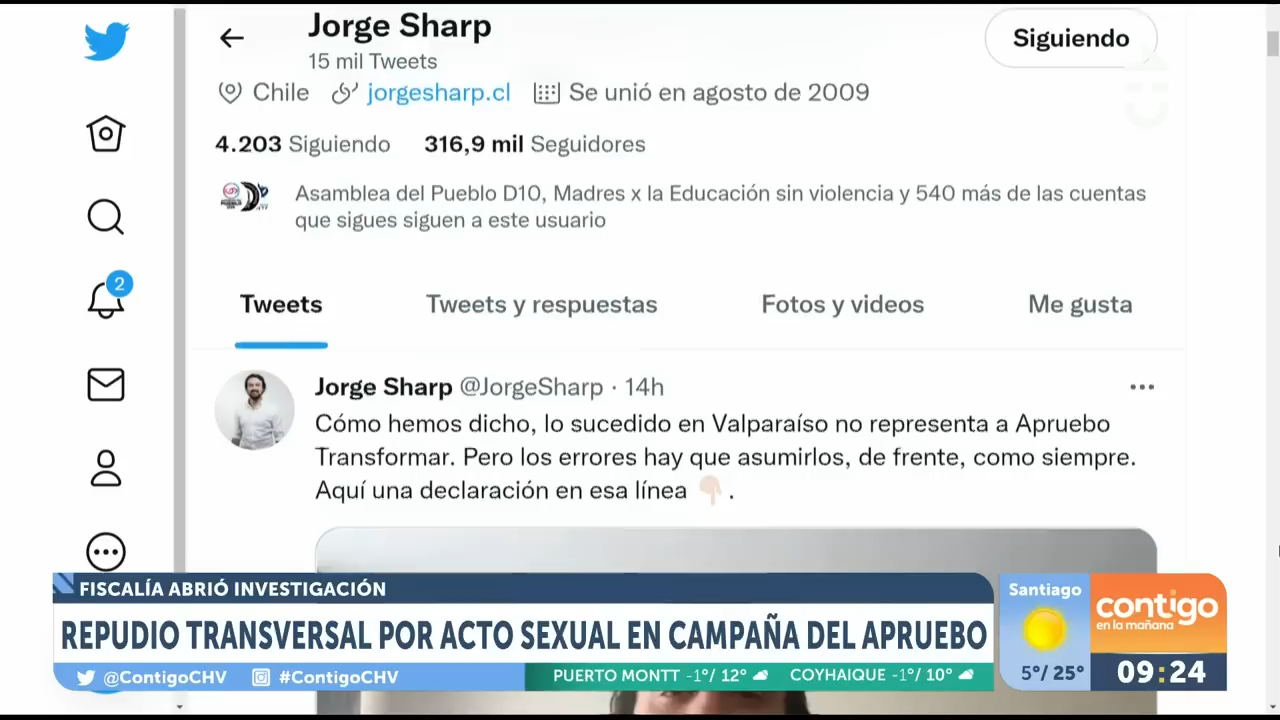 Jorge Sharp
15 mil Tweets
Siguiendo
Chile jorgesharp.cl Se unió en agosto de 2009
4.203 Siguiendo 316,9 mil Seguidores
Asamblea del Pueblo D10, Madres x la Educación sin violencia y 540 más de las cuentas
que sigues siguen a este usuario
2
Tweets Tweets y respuestas Fotos y videos Me gusta
Jorge Sharp @JorgeSharp · 14h
Cómo hemos dicho, lo sucedido en Valparaíso no representa a Apruebo
Transformar. Pero los errores hay que asumirlos, de frente, como siempre.
Aquí una declaración en esa línea 👇🏻.
FISCALÍA ABRIÓ INVESTIGACIÓN
REPUDIO TRANSVERSAL POR ACTO SEXUAL EN CAMPAÑA DEL APRUEBO
@ContigoCHV #ContigoCHV
PUERTO MONTT -1°/ 12° COYHAIQUE -1°/ 10°
Santiago
5°/ 25°
contigo
en la mañana
09:24